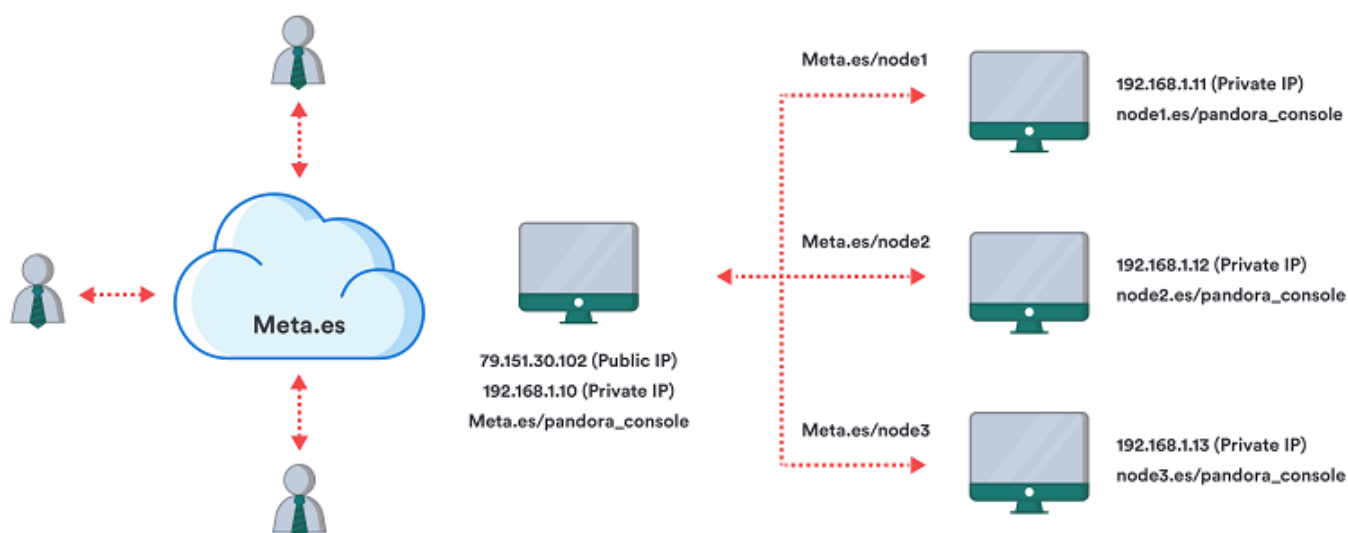 Meta.es
79.151.30.102 (Public IP)
192.168.1.10 (Private IP)
Meta.es/pandora_console
Meta.es/node1
192.168.1.11 (Private IP)
node1.es/pandora_console
Meta.es/node2
192.168.1.12 (Private IP)
node2.es/pandora_console
Meta.es/node3
192.168.1.13 (Private IP)
node3.es/pandora_console